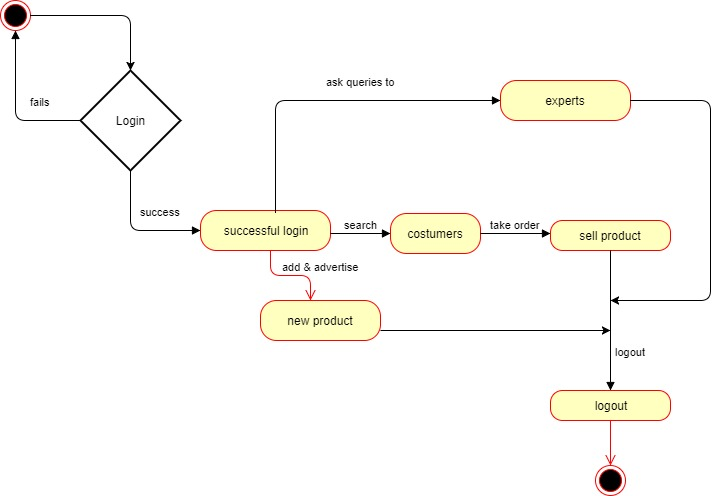 ask queries to
experts
fails
Login
success
successful login
search
costumers
take order
sell product
add & advertise
new product
logout
logout